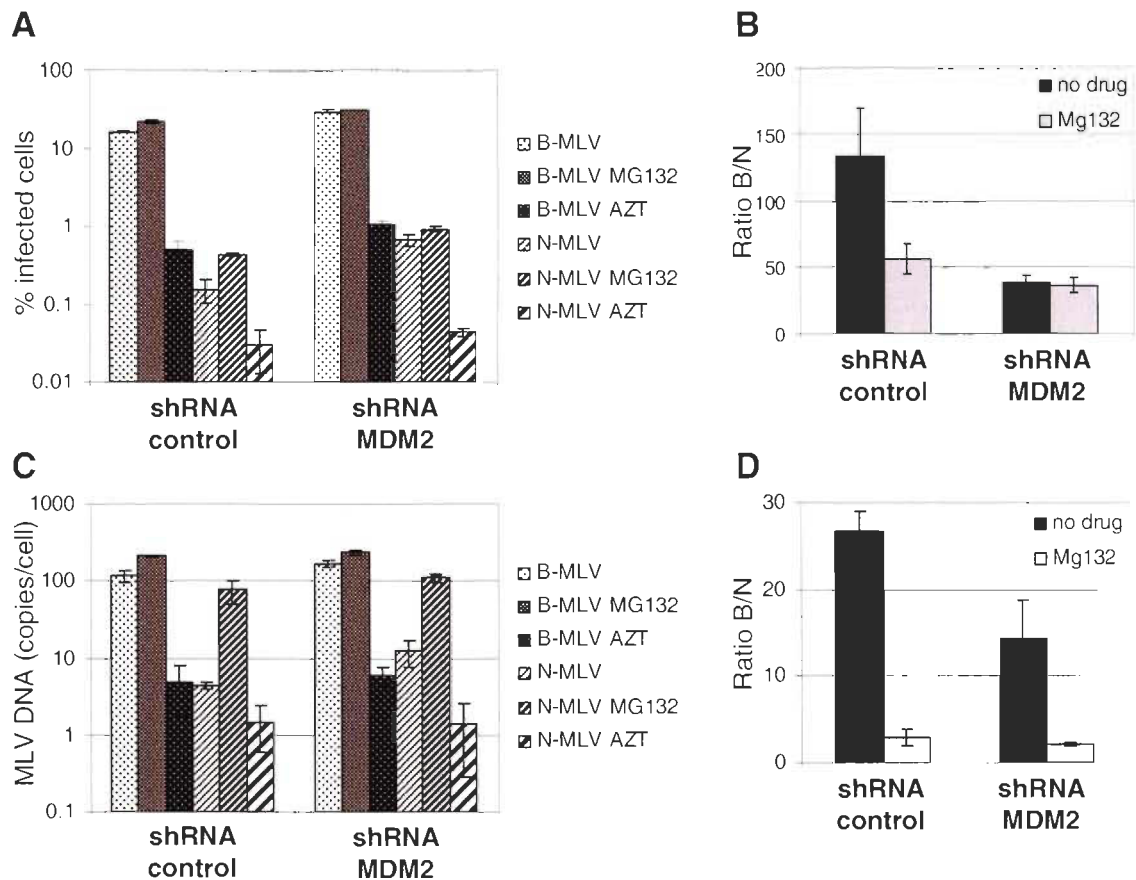 A
100
10
1
0.1
0.01
% infected cells
shRNA control
shRNA MDM2
B-MLV
B-MLV MG132
B-MLV AZT
N-MLV
N-MLV MG132
N-MLV AZT
B
200
150
100
50
0
Ratio B/N
no drug
Mg132
shRNA control
shRNA MDM2
C
1000
100
10
1
0.1
MLV DNA (copies/cell)
shRNA control
shRNA MDM2
B-MLV
B-MLV MG132
B-MLV AZT
N-MLV
N-MLV MG132
N-MLV AZT
D
30
20
10
0
Ratio B/N
no drug
Mg132
shRNA control
shRNA MDM2